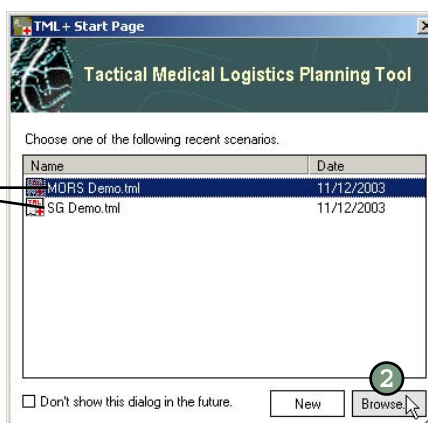 TML+ Start Page
Tactical Medical Logistics Planning Tool
Choose one of the following recent scenarios.
Name Date
MORS Demo.tml 11/12/2003
TML SG Demo.tml 11/12/2003
2
Don't show this dialog in the future. New Browse...